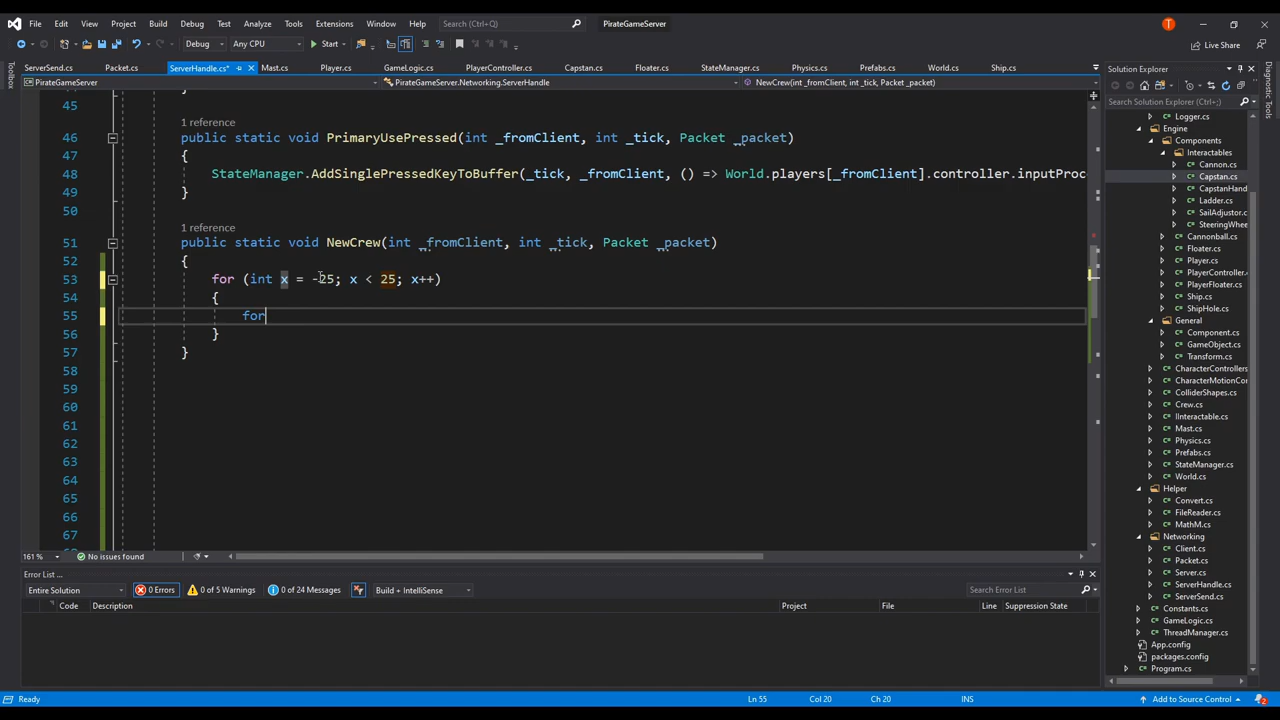 File Edit View Project Build Debug Test Analyze Tools Extensions Window Help Search (Ctrl+Q) PirateGameServer T
Debug Any CPU Start Live Share
ServerSend.cs Packet.cs ServerHandle.cs* Mast.cs Player.cs GameLogic.cs PlayerController.cs Capstan.cs Floater.cs StateManager.cs Physics.cs Prefabs.cs World.cs Ship.cs
PirateGameServer PirateGameServer.Networking.ServerHandle NewCrew(int _fromClient, int _tick, Packet _packet)
Toolbox
45
1 reference
46 public static void PrimaryUsePressed(int _fromClient, int _tick, Packet _packet)
47 {
48 StateManager.AddSinglePressedKeyToBuffer(_tick, _fromClient, () => World.players[_fromClient].controller.inputProc
49 }
50
1 reference
51 public static void NewCrew(int _fromClient, int _tick, Packet _packet)
52 {
53 for (int x = -25; x < 25; x++)
54 {
55 for
56 }
57 }
58
59
60
61
62
63
64
65
66
67
161 % No issues found
Error List ...
Entire Solution 0 Errors 0 of 5 Warnings 0 of 24 Messages Build + IntelliSense Search Error List
Code Description Project File Line Suppression State
Solution Explorer
Search Solution Explorer (Ctrl+;)
Logger.cs
Engine
Components
Interactables
Cannon.cs
Capstan.cs
CapstanHand
Ladder.cs
SailAdjustor.c
SteeringWhee
Floater.cs
Player.cs
PlayerController.c
PlayerFloater.cs
Ship.cs
ShipHole.cs
General
Component.cs
GameObject.cs
Transform.cs
CharacterControllers
CharacterMotionCor
ColliderShapes.cs
Crew.cs
IInteractable.cs
Mast.cs
Physics.cs
Prefabs.cs
StateManager.cs
World.cs
Helper
Convert.cs
FileReader.cs
MathM.cs
Networking
Client.cs
Packet.cs
Server.cs
ServerHandle.cs
ServerSend.cs
Constants.cs
GameLogic.cs
ThreadManager.cs
App.config
packages.config
Program.cs
Diagnostic Tools
Ready Ln 55 Col 20 Ch 20 INS Add to Source Control 2